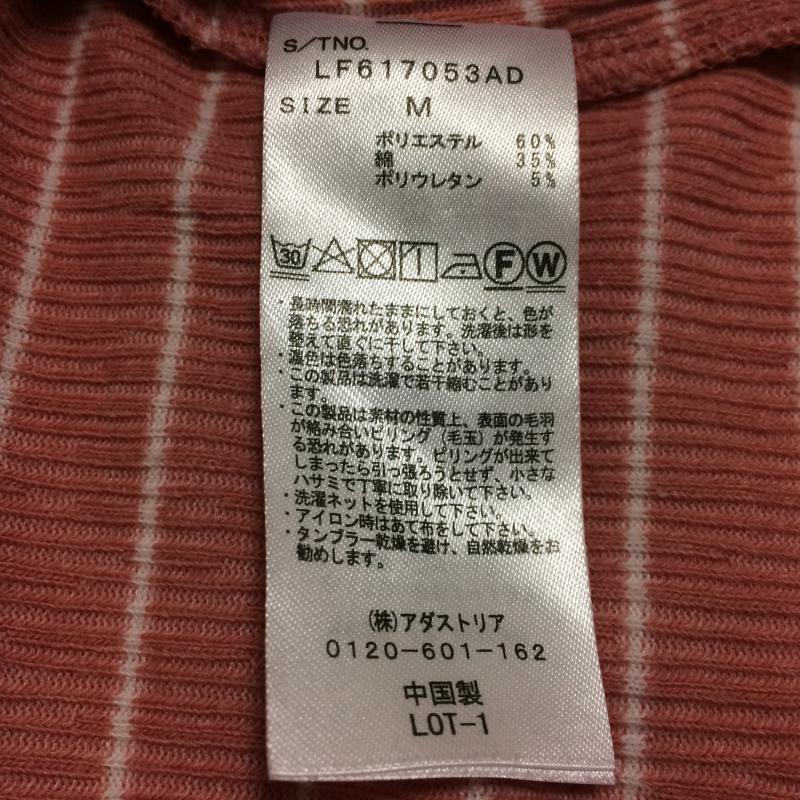 S/TNO.
LF617053AD
SIZE M
ポリエステル 60%
綿 35%
ポリウレタン 5%
30 F W
・長時間濡れたままにしておくと、色が
落ちる恐れがあります。洗濯後は形を
整えて直ぐに干して下さい。
・濃色は色落ちすることがあります。
・この製品は洗濯で若干縮むことがあり
ます。
・この製品は素材の性質上、表面の毛羽
が絡み合いピリング(毛玉)が発生す
る恐れがあります。ピリングが出来て
しまったら引っ張ろうとせず、小さな
ハサミで丁寧に取り除いて下さい。
・洗濯ネットを使用して下さい。
・アイロン時はあて布をして下さい。
・タンブラー乾燥を避け、自然乾燥をお
勧めします。
(株)アダストリア
0120-601-162
中国製
LOT-1